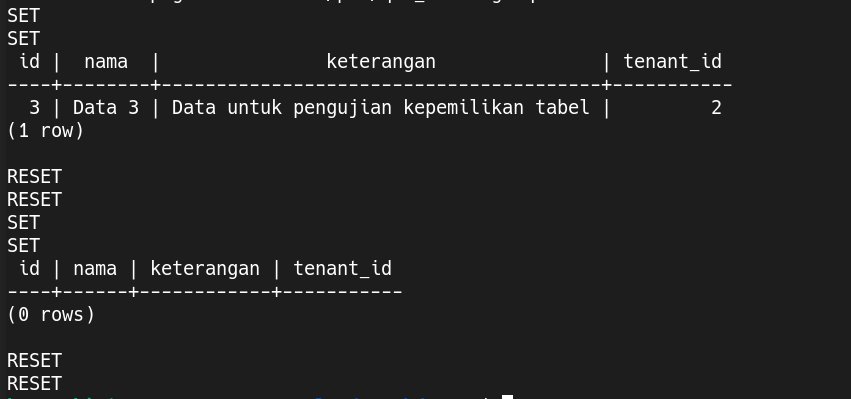 SET
SET
 id |  nama  |               keterangan               | tenant_id
----+--------+----------------------------------------+-----------
  3 | Data 3 | Data untuk pengujian kepemilikan tabel |         2
(1 row)
RESET
RESET
SET
SET
 id | nama | keterangan | tenant_id
----+------+------------+-----------
(0 rows)
RESET
RESET